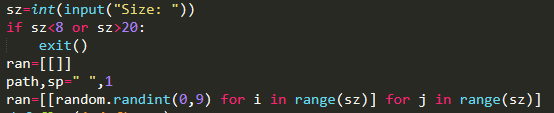 sz=int(input("Size: "))
if sz<8 or sz>20:
    exit()
ran=[[]]
path,sp=" ",1
ran=[[random.randint(0,9) for i in range(sz)] for j in range(sz)]